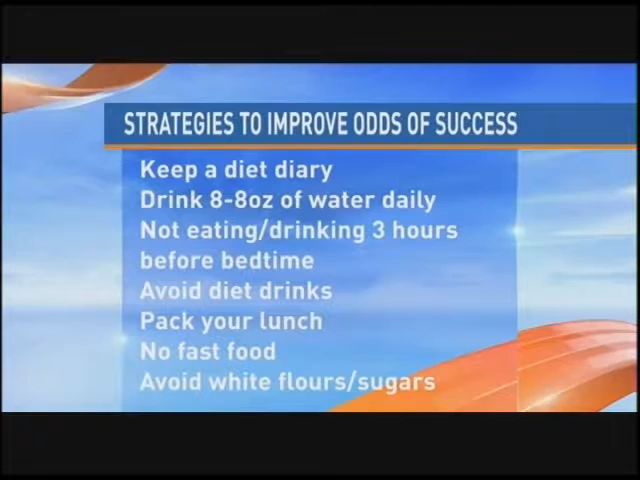 STRATEGIES TO IMPROVE ODDS OF SUCCESS
Keep a diet diary
Drink 8-8oz of water daily
Not eating/drinking 3 hours
before bedtime
Avoid diet drinks
Pack your lunch
No fast food
Avoid white flours/sugars